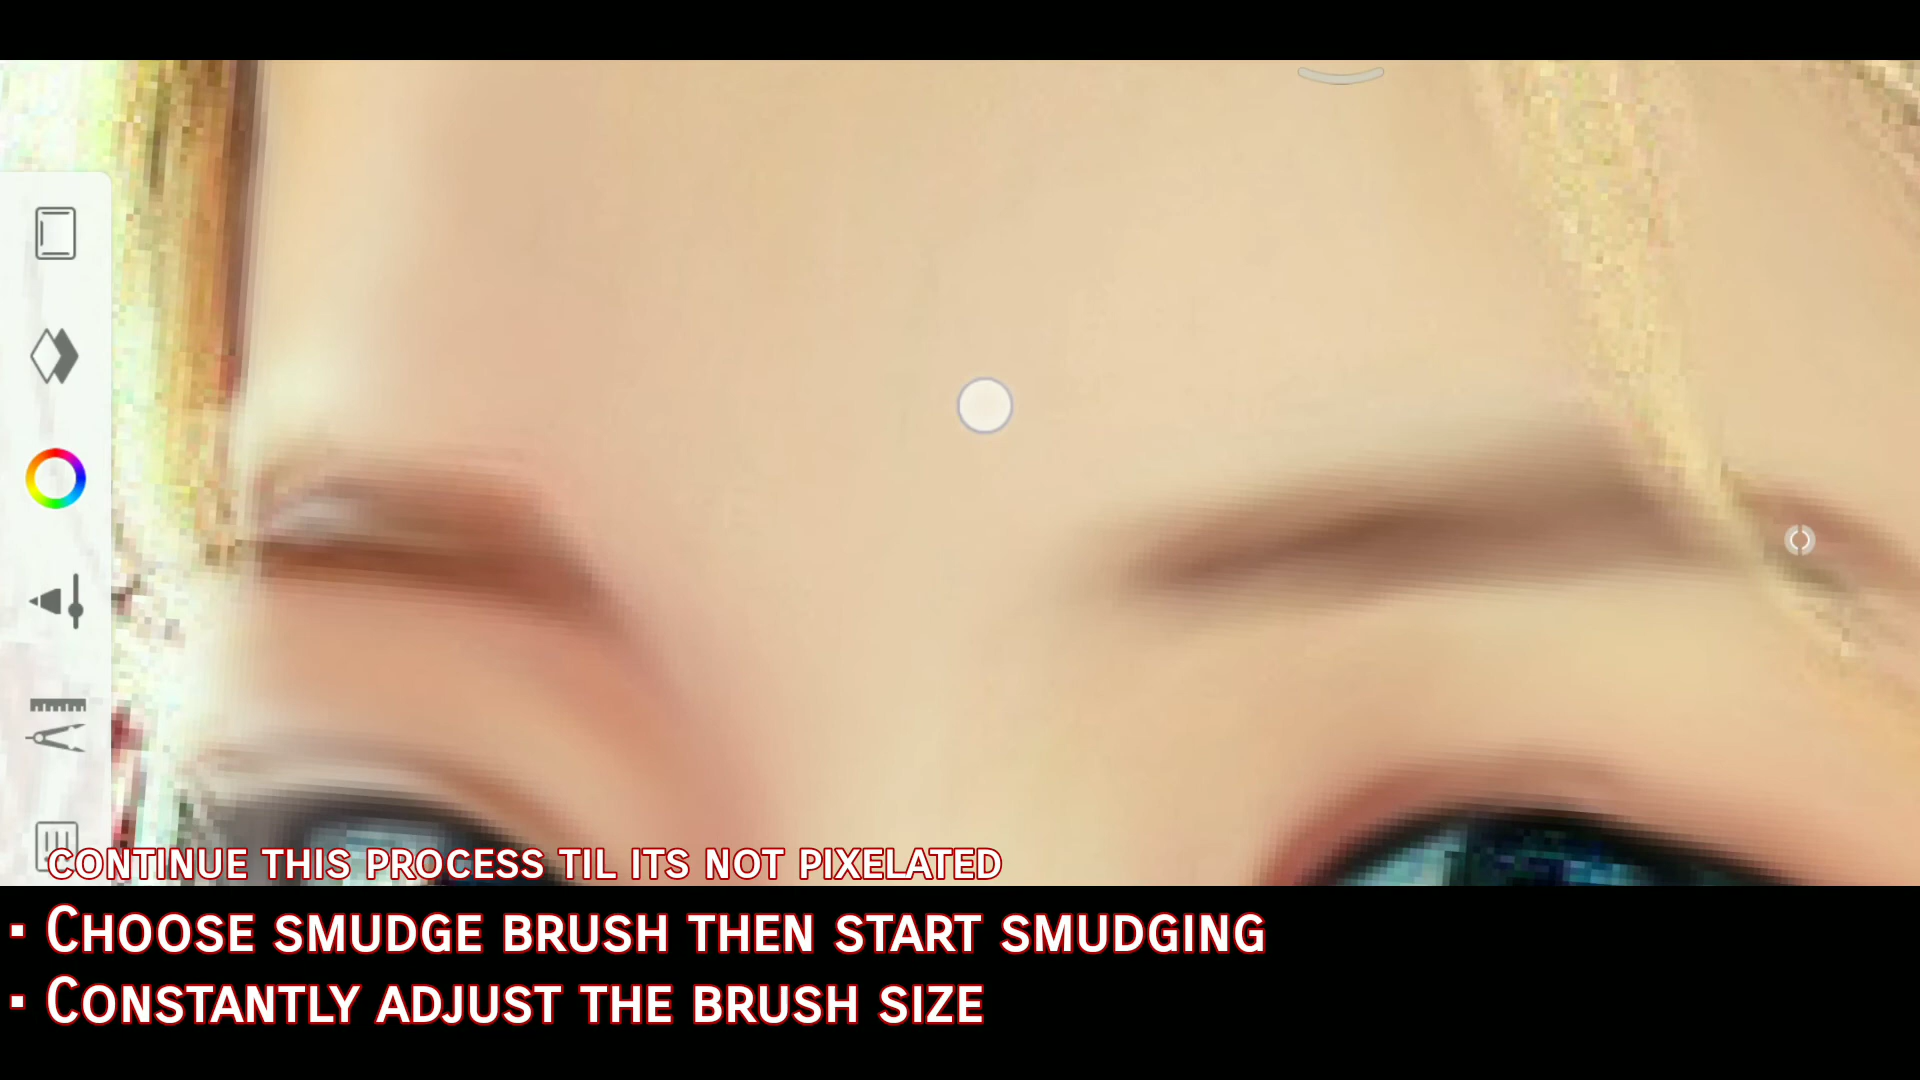 CONTINUE THIS PROCESS TIL ITS NOT PIXELATED
▪ CHOOSE SMUDGE BRUSH THEN START SMUDGING
▪ CONSTANTLY ADJUST THE BRUSH SIZE